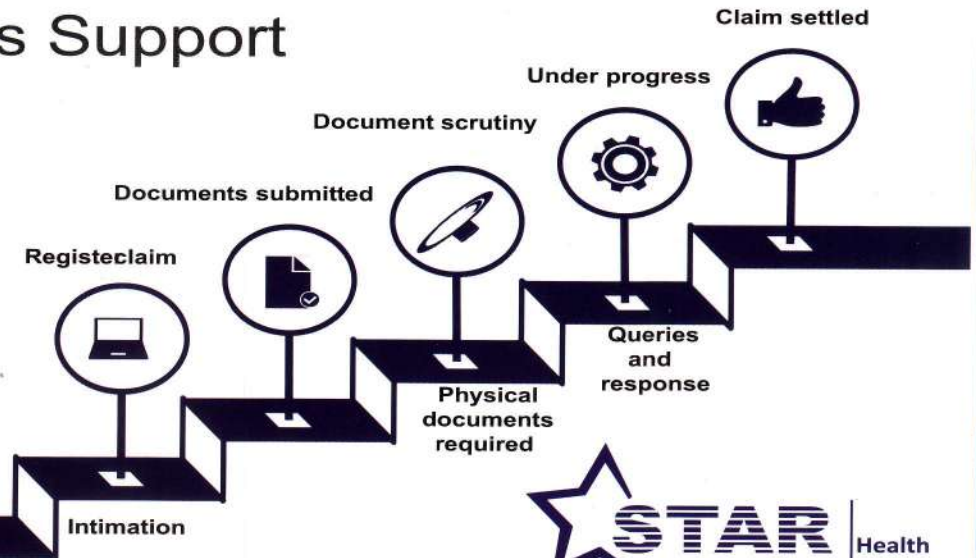 s Support
Claim settled
Under progress
Document scrutiny
Documents submitted
Registeclaim
Queries
and
response
Physical
documents
required
Intimation
STAR
Health